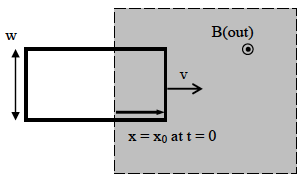 B(out)
w
v
x = x₀ at t = 0